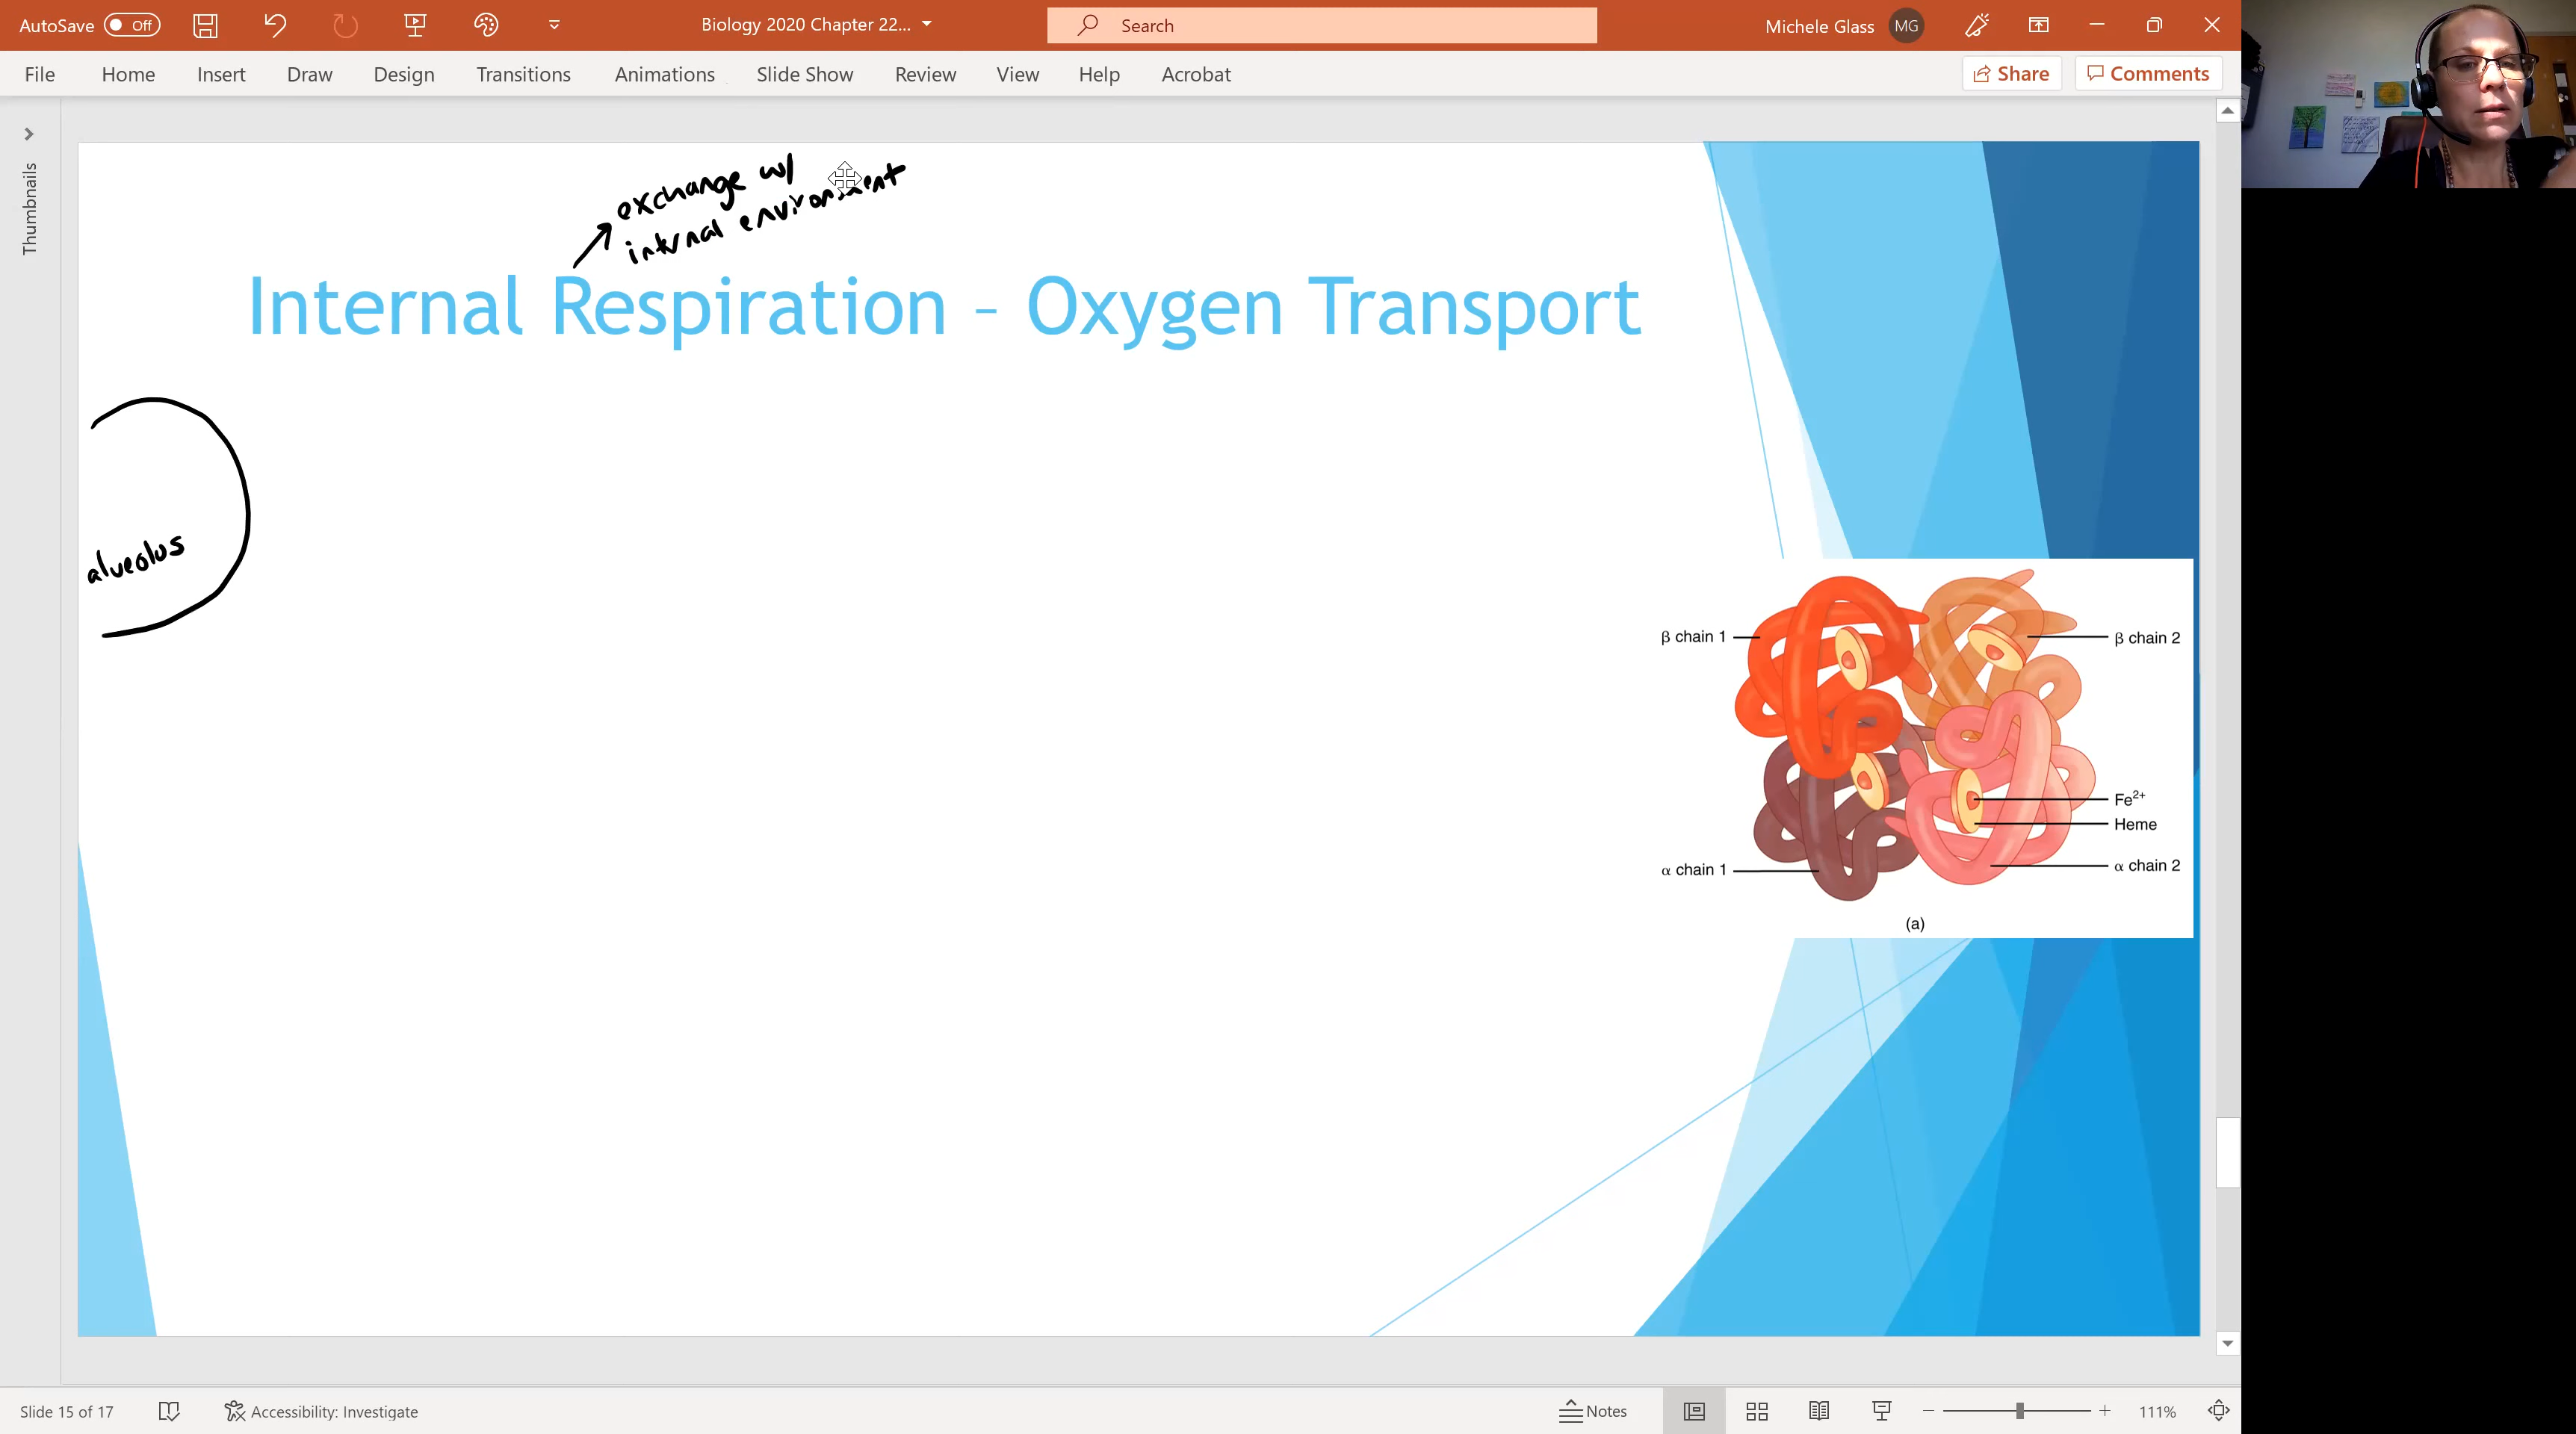 AutoSave Off
Biology 2020 Chapter 22...
Search
Michele Glass MG
File Home Insert Draw Design Transitions Animations Slide Show Review View Help Acrobat
Share Comments
Thumbnails
exchange w/
internal environment
Internal Respiration - Oxygen Transport
alveolus
β chain 1
β chain 2
Fe²⁺
Heme
α chain 1
α chain 2
(a)
Slide 15 of 17
Accessibility: Investigate
Notes
111%